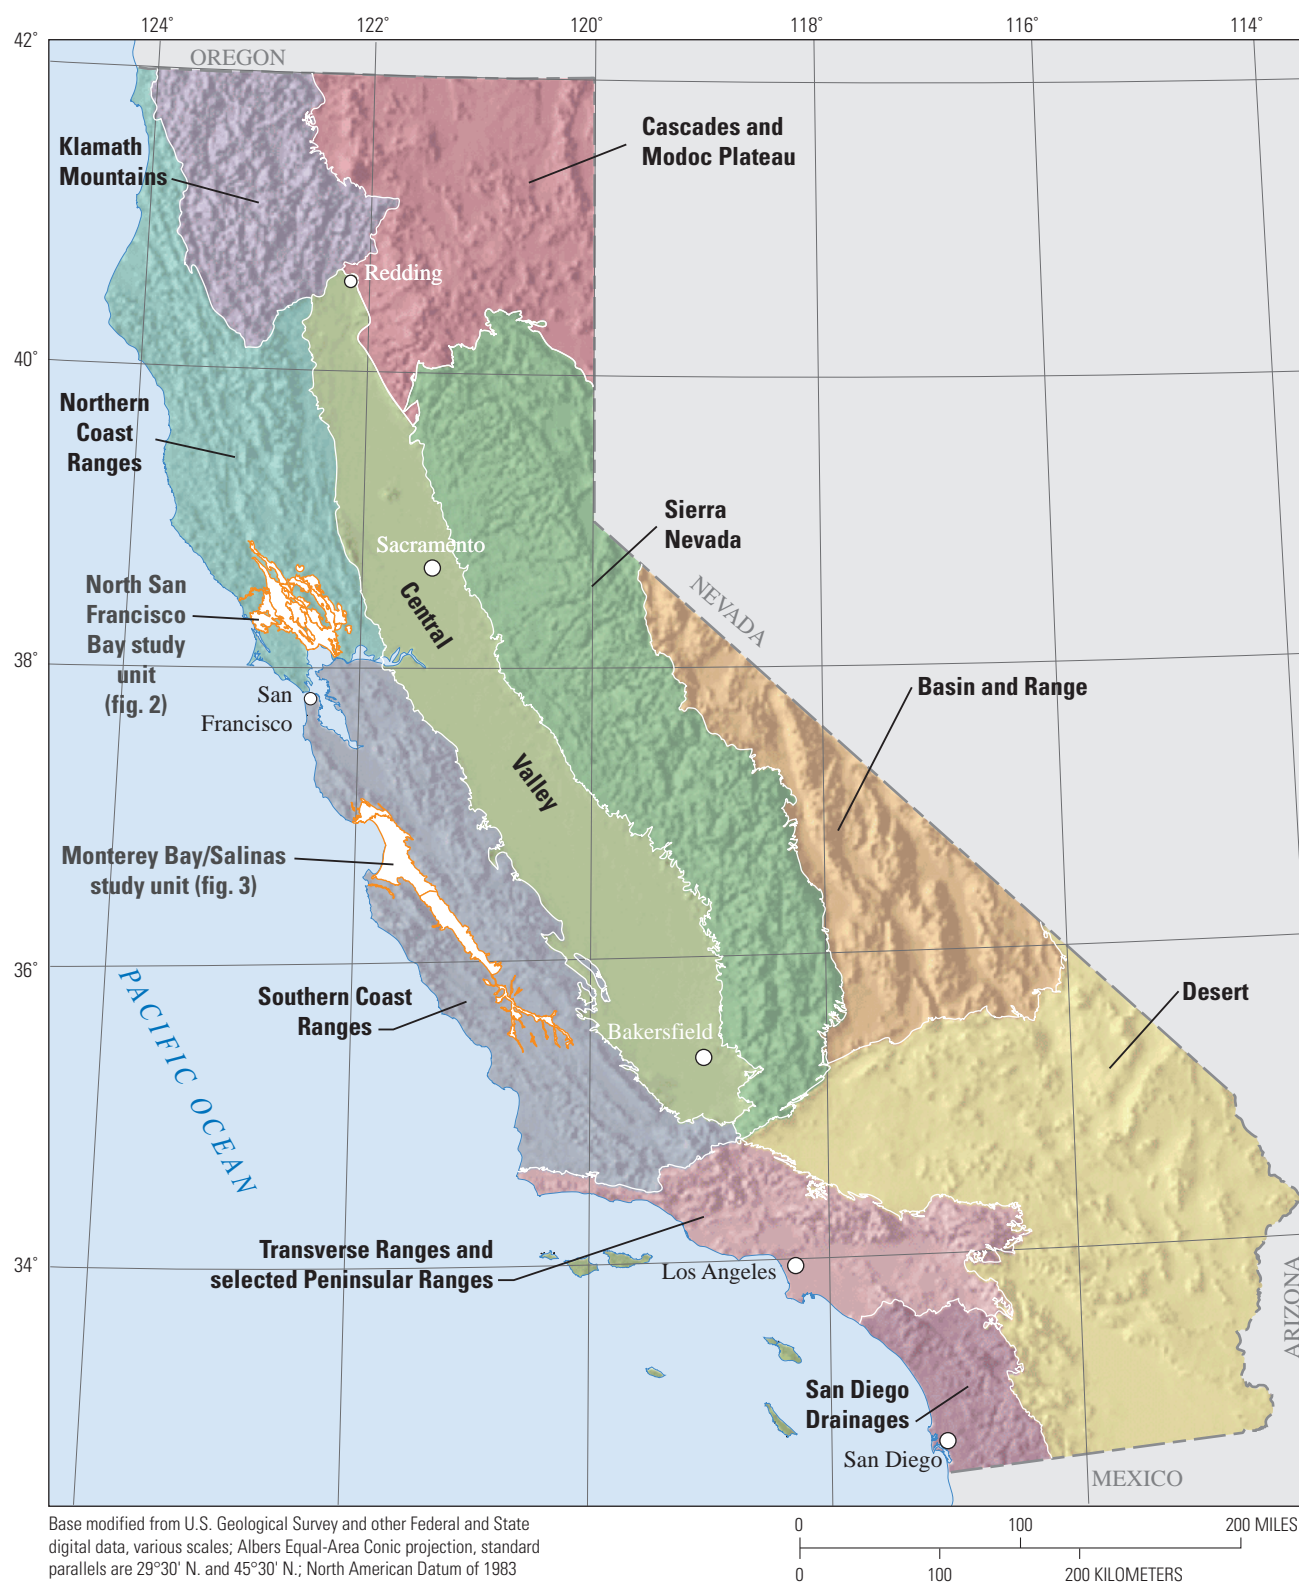 124°
122°
120°
118°
116°
114°
42°
OREGON
Klamath
Mountains
Cascades and
Modoc Plateau
Redding
40°
Northern
Coast
Ranges
Sierra
Nevada
Sacramento
Central
Valley
NEVADA
North San
Francisco
Bay study
unit
(fig. 2)
38°
San
Francisco
Basin and Range
Monterey Bay/Salinas
study unit (fig. 3)
36°
PACIFIC OCEAN
Southern Coast
Ranges
Bakersfield
Desert
Transverse Ranges and
selected Peninsular Ranges
34°
Los Angeles
ARIZONA
San Diego
Drainages
San Diego
MEXICO
Base modified from U.S. Geological Survey and other Federal and State
digital data, various scales; Albers Equal-Area Conic projection, standard
parallels are 29°30' N. and 45°30' N.; North American Datum of 1983
0 100 200 MILES
0 100 200 KILOMETERS